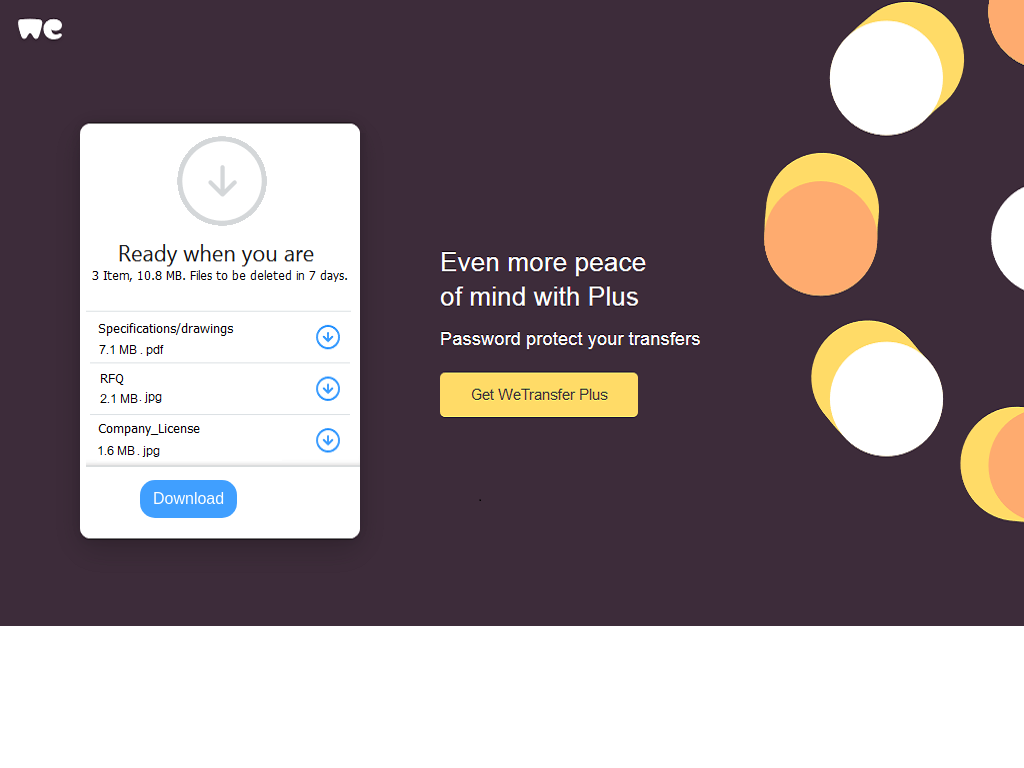 we
Ready when you are
3 Item, 10.8 MB. Files to be deleted in 7 days.
Specifications/drawings
7.1 MB . pdf
RFQ
2.1 MB . jpg
Company_License
1.6 MB . jpg
Download
Even more peace
of mind with Plus
Password protect your transfers
Get WeTransfer Plus